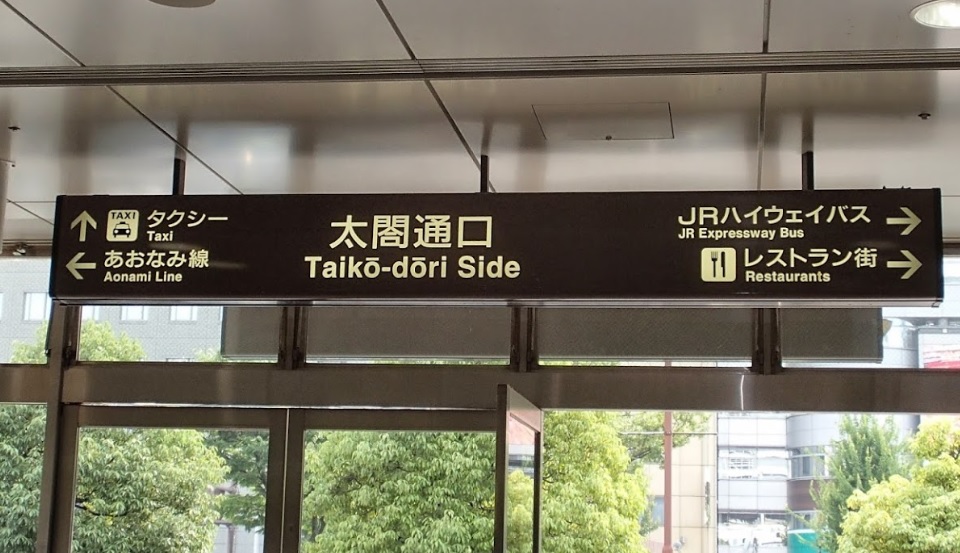 TAXI
タクシー
Taxi
あおなみ線
Aonami Line
太閤通口
Taikō-dōri Side
JRハイウェイバス
JR Expressway Bus
レストラン街
Restaurants